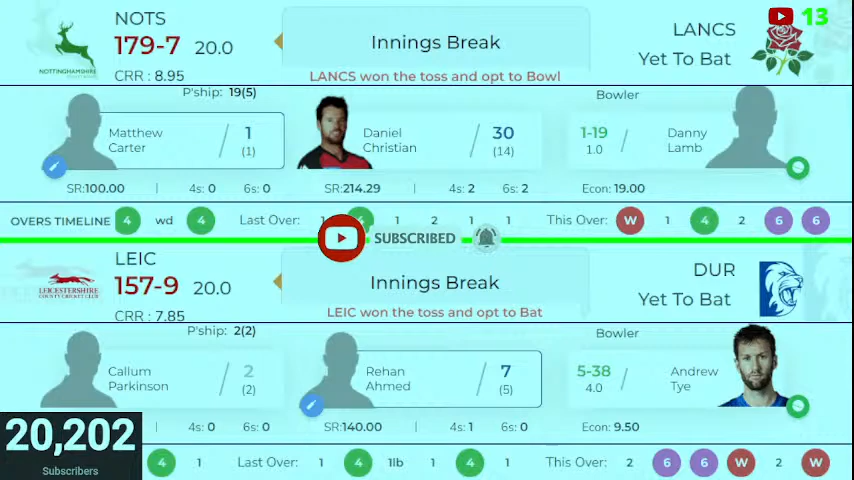 NOTS
179-7 20.0
CRR : 8.95
NOTTINGHAMSHIRE
Innings Break
LANCS won the toss and opt to Bowl
LANCS
Yet To Bat
13
P'ship: 19(5)
Matthew Carter / 1 (1)
Daniel Christian / 30 (14)
Bowler
1-19 / 1.0
Danny Lamb
SR:100.00 | 4s: 0 6s: 0
SR:214.29 | 4s: 2 6s: 2
Econ: 19.00
OVERS TIMELINE 4 wd 4 Last Over: 1 4 1 2 1 1 This Over: W 1 4 2 6 6
SUBSCRIBED
LEIC
157-9 20.0
CRR : 7.85
LEICESTERSHIRE
COUNTY CRICKET CLUB
Innings Break
LEIC won the toss and opt to Bat
DUR
Yet To Bat
P'ship: 2(2)
Callum Parkinson / 2 (2)
Rehan Ahmed / 7 (5)
Bowler
5-38 / 4.0
Andrew Tye
4s: 0 6s: 0
SR:140.00 | 4s: 1 6s: 0
Econ: 9.50
20,202
Subscribers
4 1 Last Over: 1 4 1lb 1 4 1 This Over: 2 6 6 W 2 W